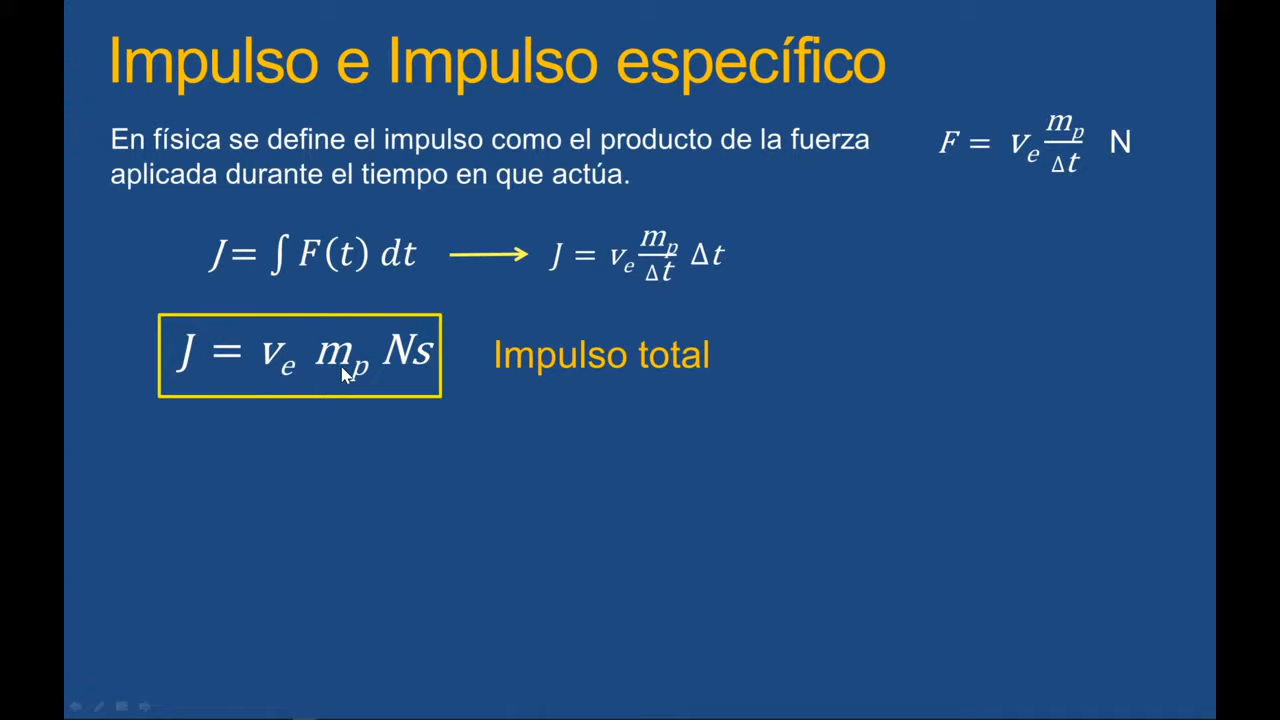 Impulso e Impulso específico
En física se define el impulso como el producto de la fuerza
aplicada durante el tiempo en que actúa.
F = v_e m_p/Δt N
J= ∫ F(t) dt ⟶ J = v_e m_p/Δt Δt
J = v_e m_p Ns
Impulso total